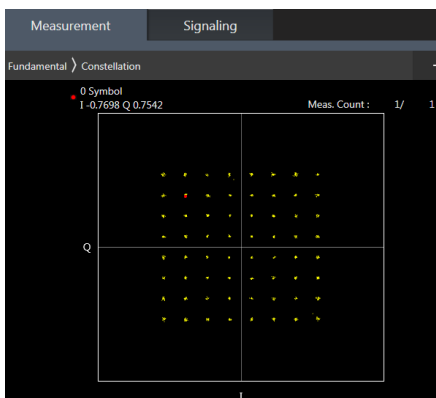 Measurement Signaling
Fundamental 〉 Constellation
0 Symbol
I -0.7698 Q 0.7542 Meas. Count : 1/ 1
Q
I